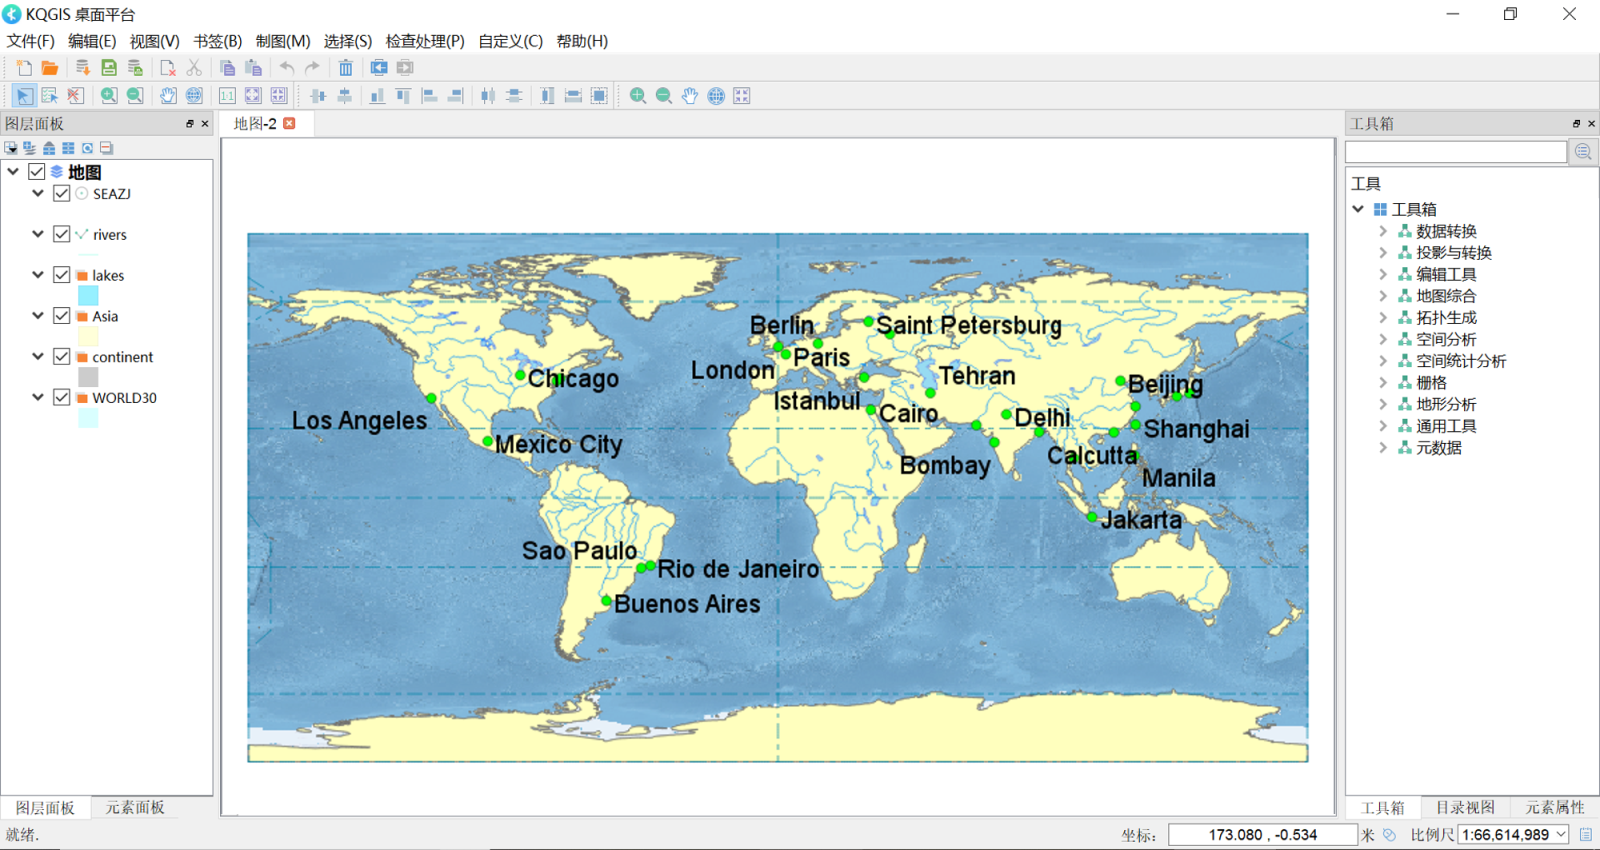 KQGIS 桌面平台
文件(F) 编辑(E) 视图(V) 书签(B) 制图(M) 选择(S) 检查处理(P) 自定义(C) 帮助(H)
1:1
图层面板
地图-2
工具箱
地图
SEAZJ
rivers
lakes
Asia
continent
WORLD30
Berlin
Saint Petersburg
London
Paris
Chicago
Tehran
Beijing
Los Angeles
Istanbul
Cairo
Delhi
Shanghai
Mexico City
Bombay
Calcutta
Manila
Jakarta
Sao Paulo
Rio de Janeiro
Buenos Aires
工具
工具箱
数据转换
投影与转换
编辑工具
地图综合
拓扑生成
空间分析
空间统计分析
栅格
地形分析
通用工具
元数据
图层面板 元素面板
工具箱 目录视图 元素属性
就绪.
坐标: 173.080 , -0.534 米 比例尺 1:66,614,989